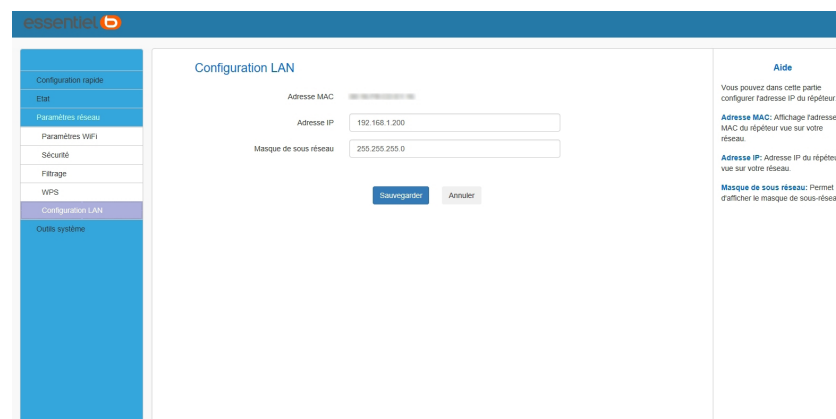 essentiel b
Configuration rapide
Etat
Paramètres réseau
Paramètres WiFi
Sécurité
Filtrage
WPS
Configuration LAN
Outils système
Configuration LAN
Adresse MAC
Adresse IP 192.168.1.200
Masque de sous réseau 255.255.255.0
Sauvegarder Annuler
Aide
Vous pouvez dans cette partie
configurer l'adresse IP du répéteur
Adresse MAC: Affichage l'adresse
MAC du répéteur vue sur votre
réseau.
Adresse IP: Adresse IP du répéteu
vue sur votre réseau.
Masque de sous réseau: Permet
d'afficher le masque de sous-résea